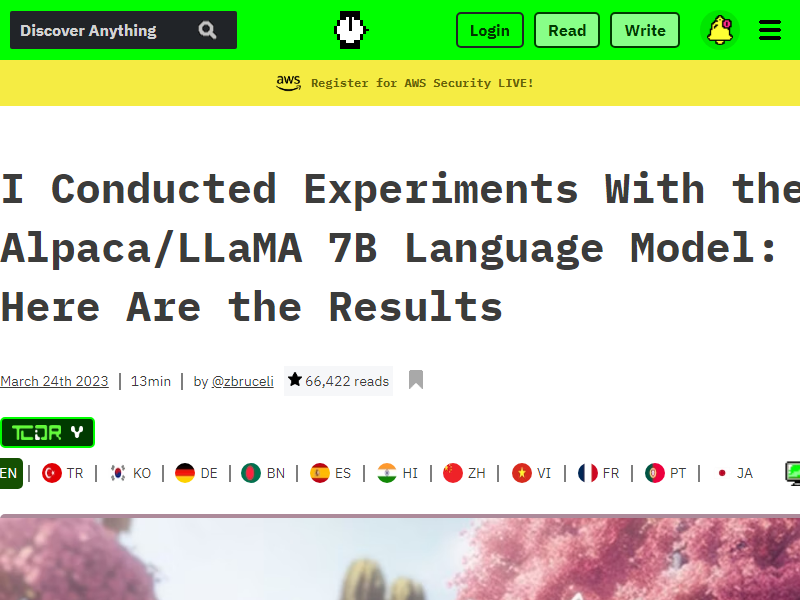 Discover Anything
Login
Read
Write
aws Register for AWS Security LIVE!
I Conducted Experiments With the
Alpaca/LLaMA 7B Language Model:
Here Are the Results
March 24th 2023 | 13min | by @zbruceli 66,422 reads
TLDR
EN | TR | KO | DE | BN | ES | HI | ZH | VI | FR | PT | JA